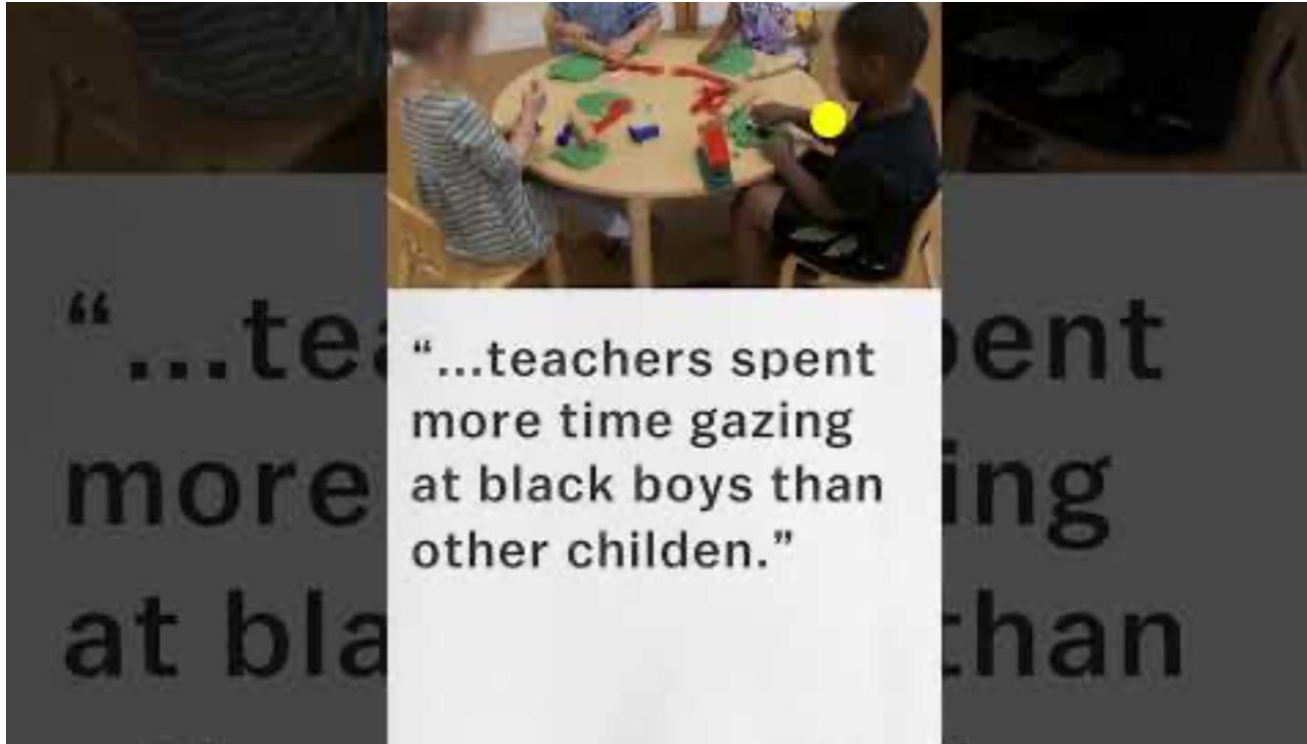 “...teachers spent
more time gazing
at black boys than
other childen.”